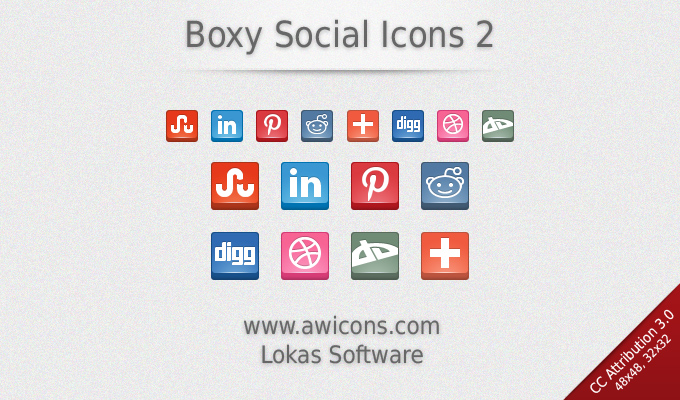 Boxy Social Icons 2
in digg
in
digg
www.awicons.com
Lokas Software
CC Attribution 3.0
48x48, 32x32